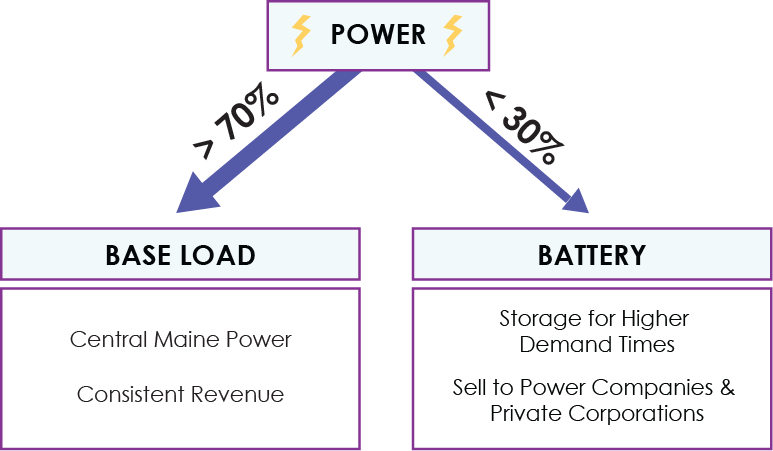 POWER
> 70%
< 30%
BASE LOAD
BATTERY
Central Maine Power
Consistent Revenue
Storage for Higher
Demand Times
Sell to Power Companies &
Private Corporations